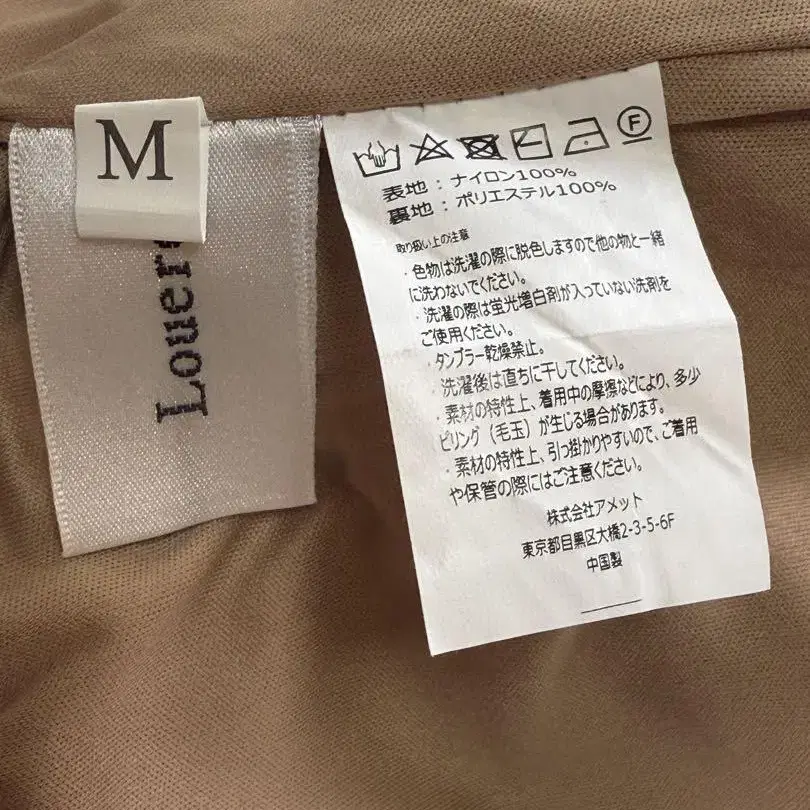 M
表地：ナイロン100%
裏地：ポリエステル100%
取り扱い上の注意
・色物は洗濯の際に脱色しますので他の物と一緒
に洗わないでください。
・洗濯の際は蛍光増白剤が入っていない洗剤を
ご使用ください。
・タンブラー乾燥禁止。
・洗濯後は直ちに干してください。
・素材の特性上、着用中の摩擦などにより、多少
ピリング（毛玉）が生じる場合があります。
・素材の特性上、引っ掛かりやすいので、ご着用
や保管の際にはご注意ください。
株式会社アメット
東京都目黒区大橋2-3-5-6F
中国製
F